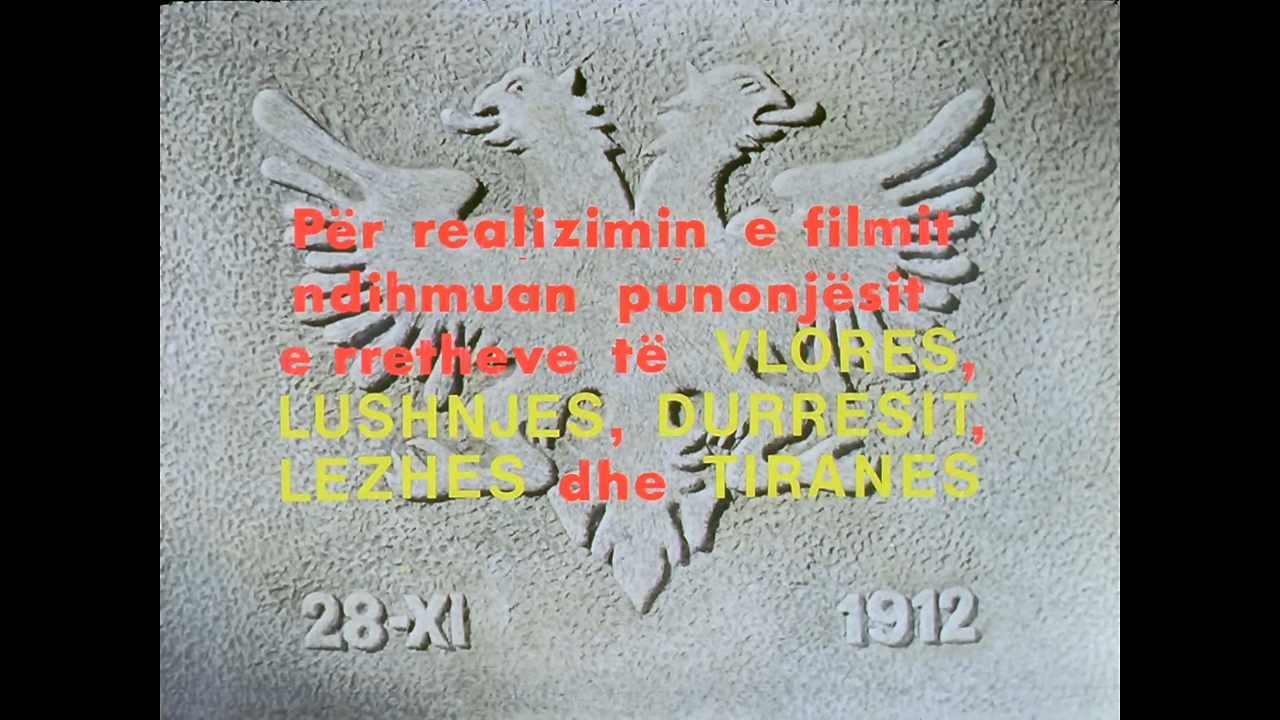 Për realizimin e filmit
ndihmuan punonjësit
e rretheve të VLORES,
LUSHNJES, DURRESIT,
LEZHES dhe TIRANES
28-XI 1912